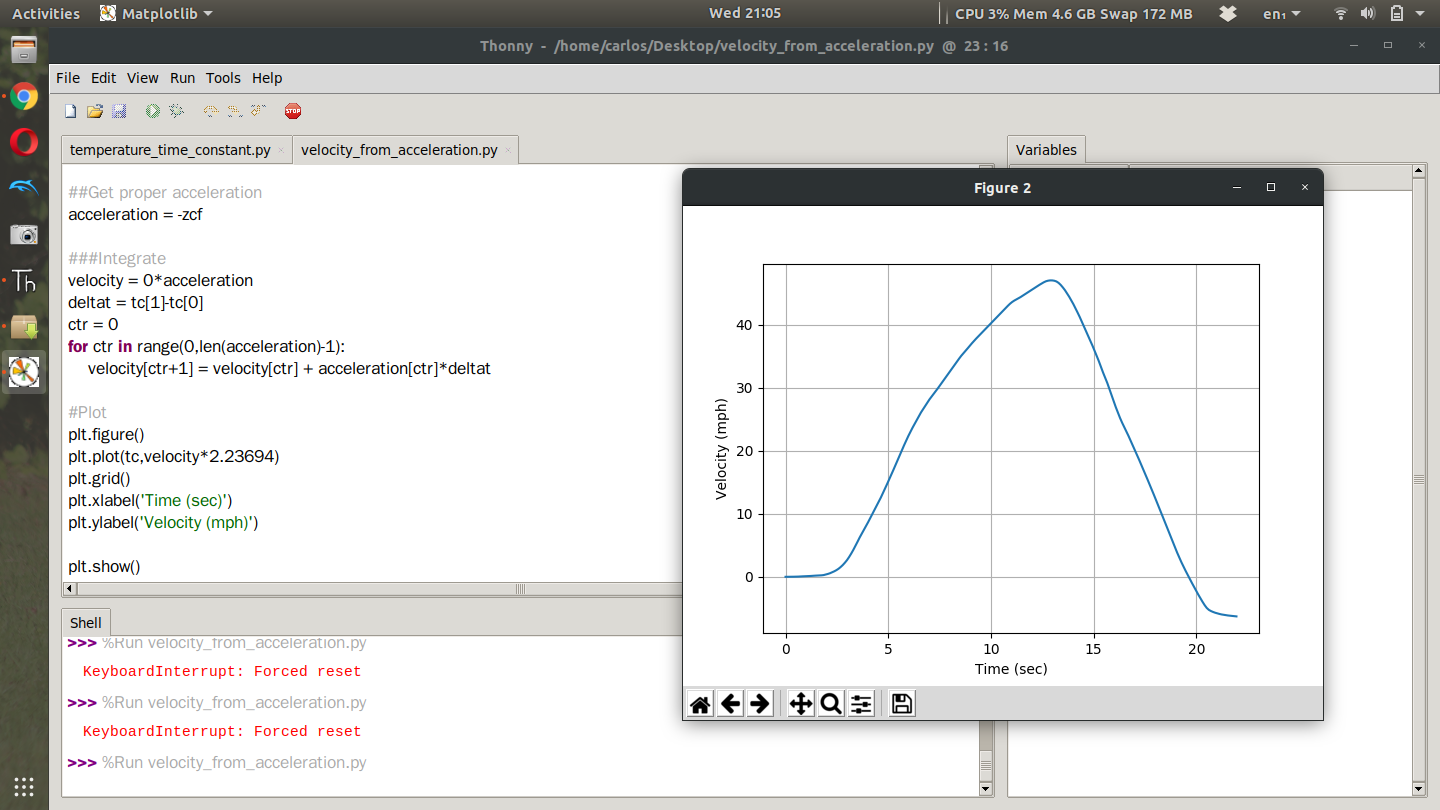 Activities Matplotlib Wed 21:05 CPU 3% Mem 4.6 GB Swap 172 MB en₁
Thonny - /home/carlos/Desktop/velocity_from_acceleration.py @ 23 : 16
File Edit View Run Tools Help
STOP
temperature_time_constant.py velocity_from_acceleration.py
Variables
##Get proper acceleration
acceleration = -zcf
###Integrate
velocity = 0*acceleration
deltat = tc[1]-tc[0]
ctr = 0
for ctr in range(0,len(acceleration)-1):
velocity[ctr+1] = velocity[ctr] + acceleration[ctr]*deltat
#Plot
plt.figure()
plt.plot(tc,velocity*2.23694)
plt.grid()
plt.xlabel('Time (sec)')
plt.ylabel('Velocity (mph)')
plt.show()
Shell
>>> %Run velocity_from_acceleration.py
KeyboardInterrupt: Forced reset
>>> %Run velocity_from_acceleration.py
KeyboardInterrupt: Forced reset
>>> %Run velocity_from_acceleration.py
Figure 2
Velocity (mph)
40
30
20
10
0
0 5 10 15 20
Time (sec)
Th